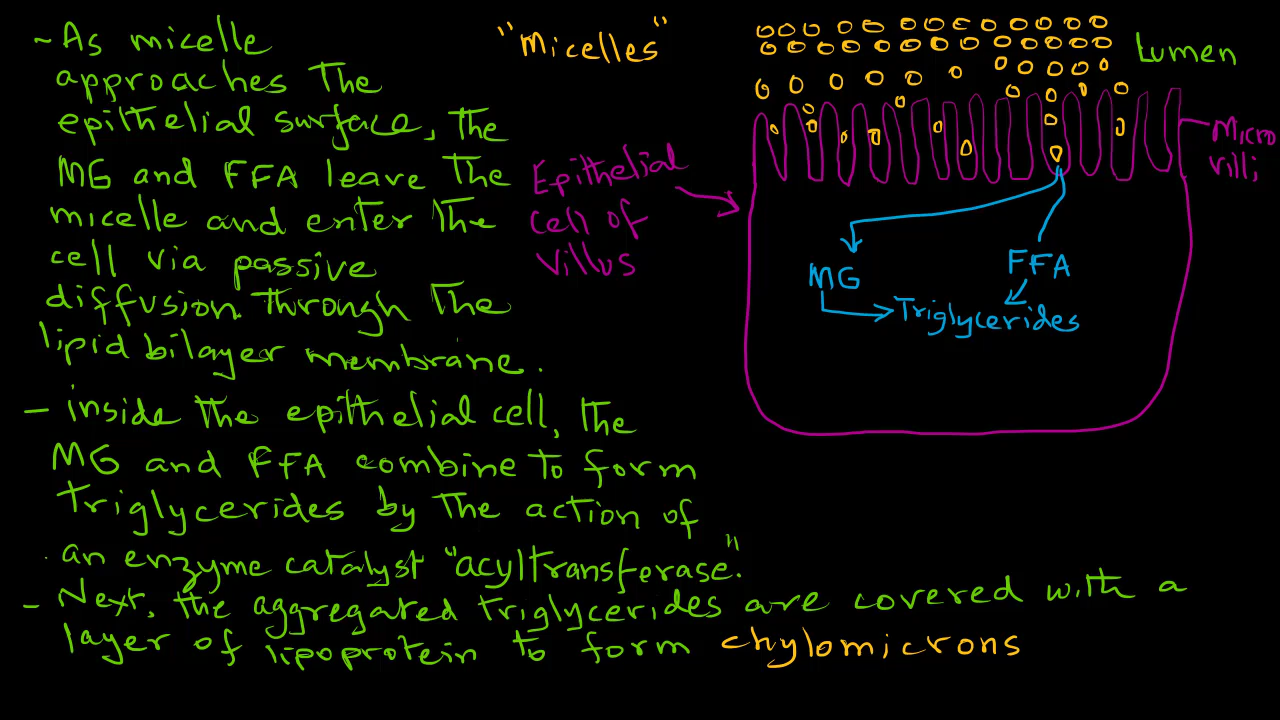 ~ As micelle
approaches the
epithelial surface, the
MG and FFA leave the
micelle and enter the
cell via passive
diffusion through the
lipid bilayer membrane.
- inside the epithelial cell, the
MG and FFA combine to form
triglycerides by the action of
an enzyme catalyst "acyltransferase".
- Next, the aggregated triglycerides are covered with a
layer of lipoprotein to form chylomicrons
"Micelles"
Lumen
Micro
villi
Epithelial
cell of
villus
MG
FFA
Triglycerides